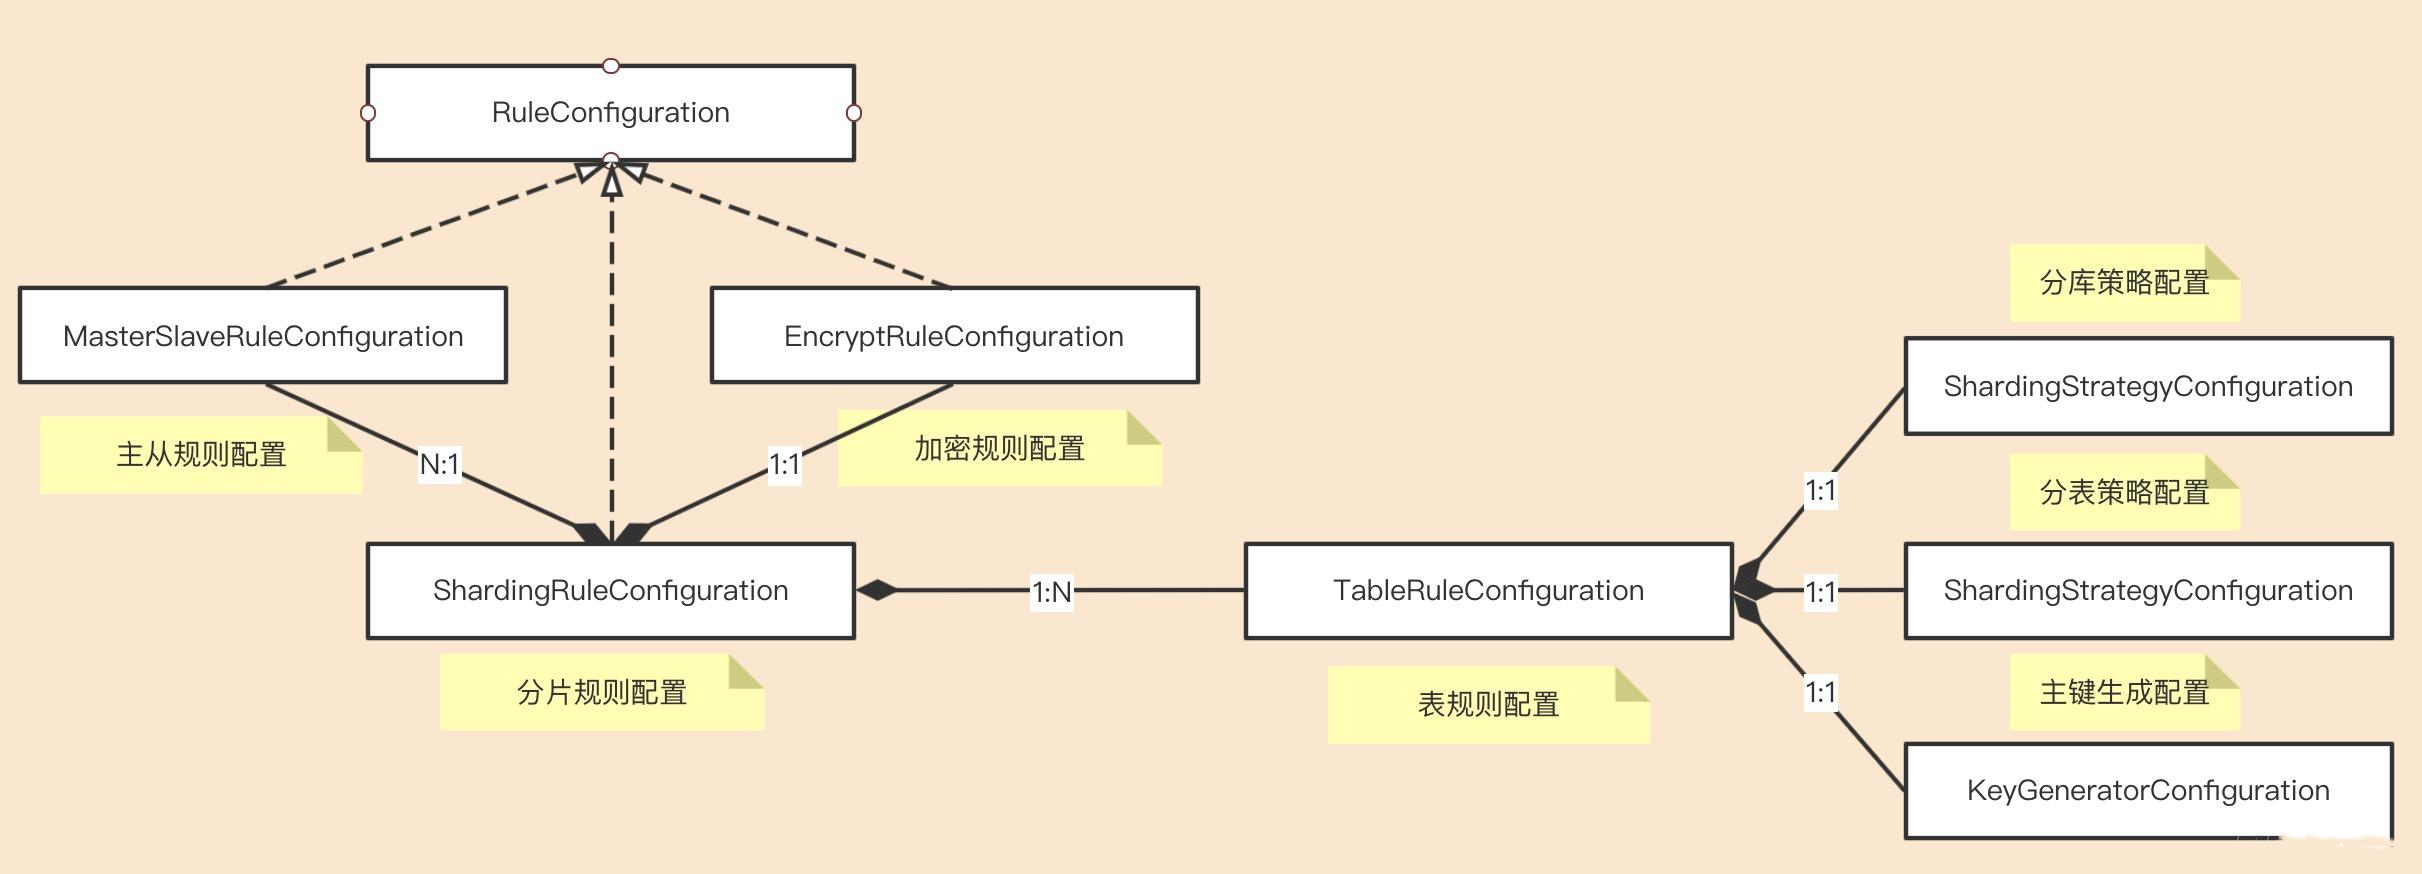 RuleConfiguration
MasterSlaveRuleConfiguration
EncryptRuleConfiguration
主从规则配置
N:1
1:1
加密规则配置
ShardingRuleConfiguration
分片规则配置
1:N
TableRuleConfiguration
表规则配置
分库策略配置
ShardingStrategyConfiguration
1:1
分表策略配置
1:1
ShardingStrategyConfiguration
1:1
主键生成配置
KeyGeneratorConfiguration